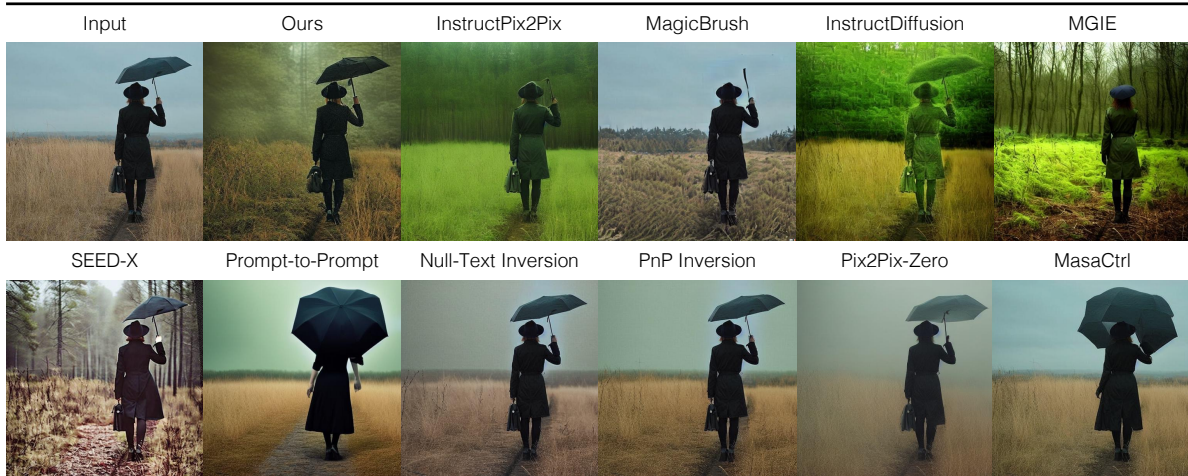 Input Ours InstructPix2Pix MagicBrush InstructDiffusion MGIE
SEED-X Prompt-to-Prompt Null-Text Inversion PnP Inversion Pix2Pix-Zero MasaCtrl